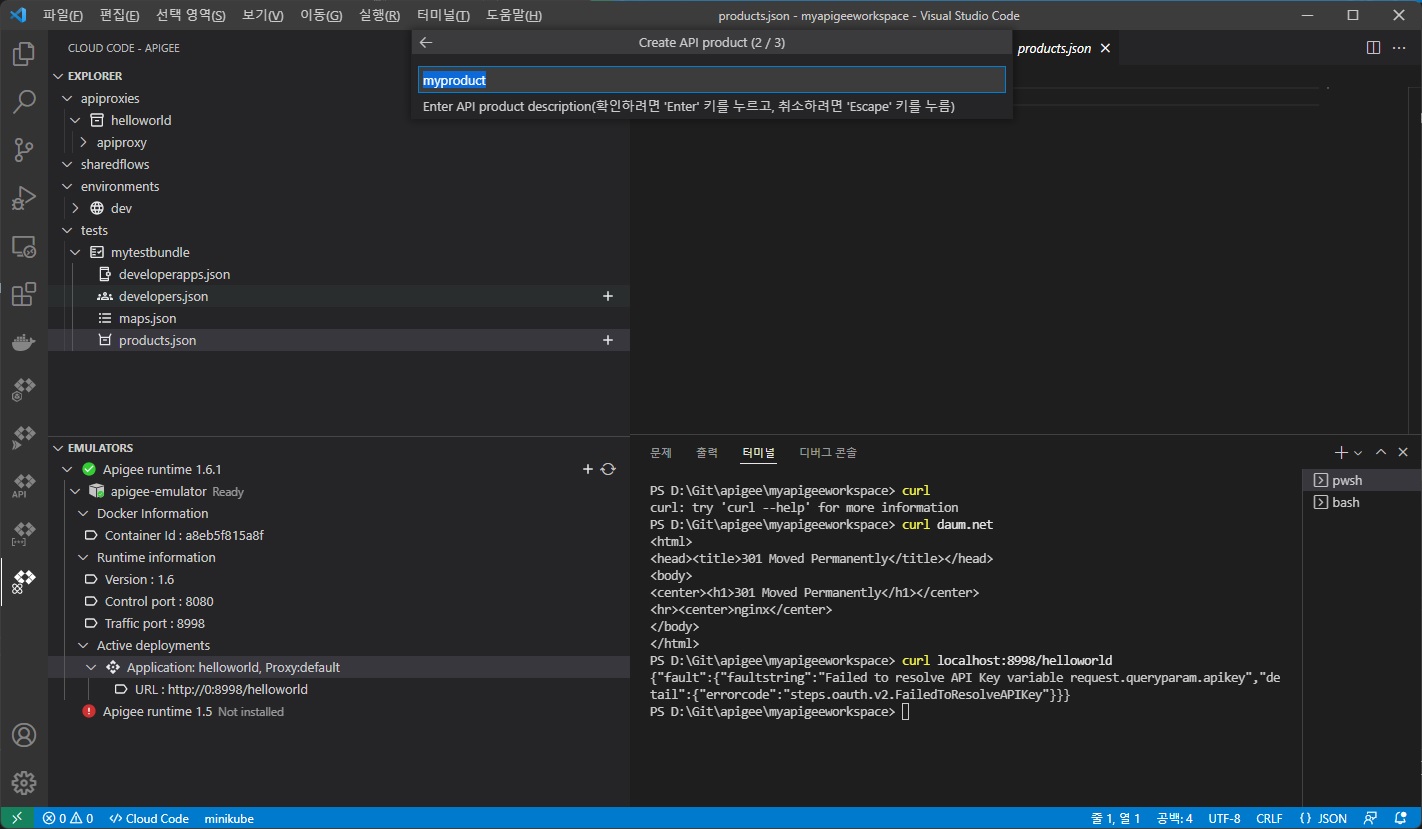 파일(F) 편집(E) 선택 영역(S) 보기(V) 이동(G) 실행(R) 터미널(T) 도움말(H) products.json - myapigeeworkspace - Visual Studio Code
CLOUD CODE - APIGEE
Create API product (2 / 3)
products.json
myproduct
Enter API product description(확인하려면 'Enter' 키를 누르고, 취소하려면 'Escape' 키를 누름)
EXPLORER
apiproxies
helloworld
apiproxy
sharedflows
environments
dev
tests
mytestbundle
developerapps.json
developers.json
maps.json
products.json
EMULATORS
Apigee runtime 1.6.1
apigee-emulator Ready
Docker Information
Container Id : a8eb5f815a8f
Runtime information
Version : 1.6
Control port : 8080
Traffic port : 8998
Active deployments
Application: helloworld, Proxy:default
URL : http://0:8998/helloworld
Apigee runtime 1.5 Not installed
API
문제 출력 터미널 디버그 콘솔
PS D:\Git\apigee\myapigeeworkspace> curl
curl: try 'curl --help' for more information
PS D:\Git\apigee\myapigeeworkspace> curl daum.net
<html>
<head><title>301 Moved Permanently</title></head>
<body>
<center><h1>301 Moved Permanently</h1></center>
<hr><center>nginx</center>
</body>
</html>
PS D:\Git\apigee\myapigeeworkspace> curl localhost:8998/helloworld
{"fault":{"faultstring":"Failed to resolve API Key variable request.queryparam.apikey","de
tail":{"errorcode":"steps.oauth.v2.FailedToResolveAPIKey"}}}
PS D:\Git\apigee\myapigeeworkspace>
pwsh
bash
0 0 Cloud Code minikube 줄 1, 열 1 공백: 4 UTF-8 CRLF {} JSON